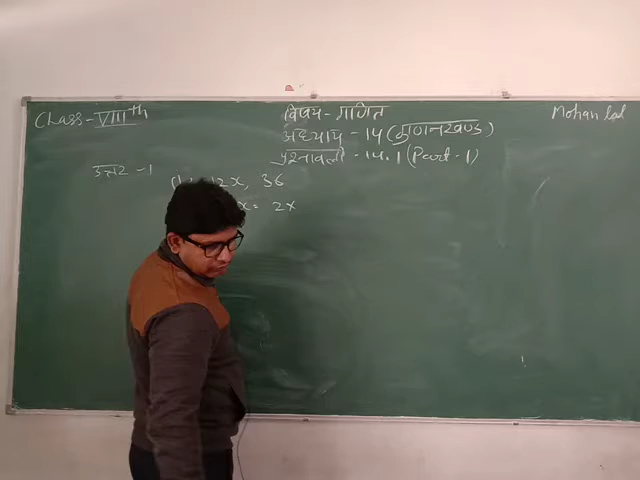 Class-VIIIth
विषय-गणित
Mohan Lal
अध्याय-14(गुणनखण्ड)
प्रश्नावली-14.1(Part-1)
उत्तर-1
12x, 36
x= 2x